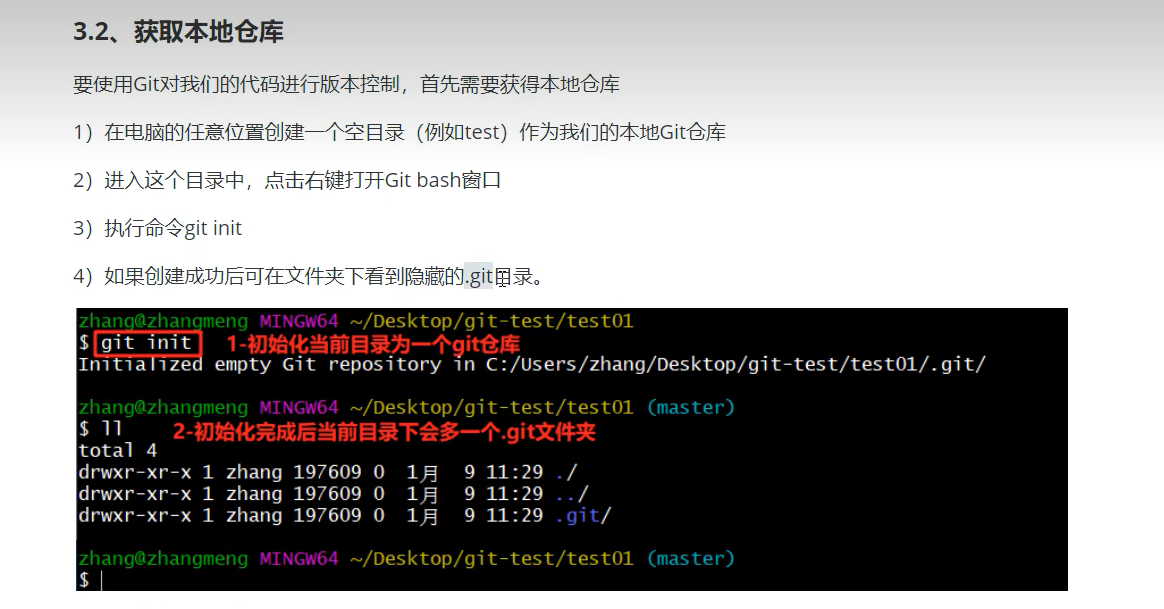 3.2、获取本地仓库
要使用Git对我们的代码进行版本控制，首先需要获得本地仓库
1）在电脑的任意位置创建一个空目录（例如test）作为我们的本地Git仓库
2）进入这个目录中，点击右键打开Git bash窗口
3）执行命令git init
4）如果创建成功后可在文件夹下看到隐藏的.git目录。
zhang@zhangmeng MINGW64 ~/Desktop/git-test/test01
$ git init 1-初始化当前目录为一个git仓库
Initialized empty Git repository in C:/Users/zhang/Desktop/git-test/test01/.git/
zhang@zhangmeng MINGW64 ~/Desktop/git-test/test01 (master)
$ ll 2-初始化完成后当前目录下会多一个.git文件夹
total 4
drwxr-xr-x 1 zhang 197609 0 1月 9 11:29 ./
drwxr-xr-x 1 zhang 197609 0 1月 9 11:29 ../
drwxr-xr-x 1 zhang 197609 0 1月 9 11:29 .git/
zhang@zhangmeng MINGW64 ~/Desktop/git-test/test01 (master)
$